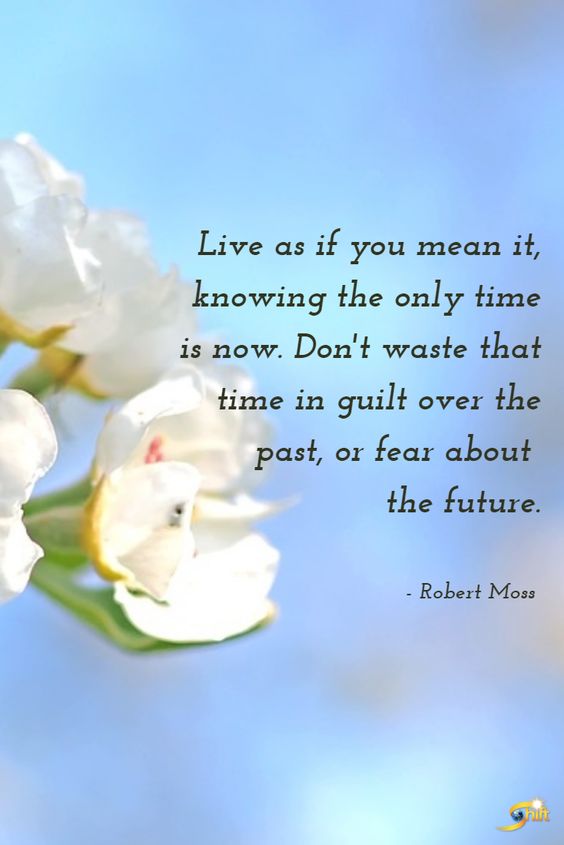 Live as if you mean it,
knowing the only time
is now. Don't waste that
time in guilt over the
past, or fear about
the future.
- Robert Moss
Shift